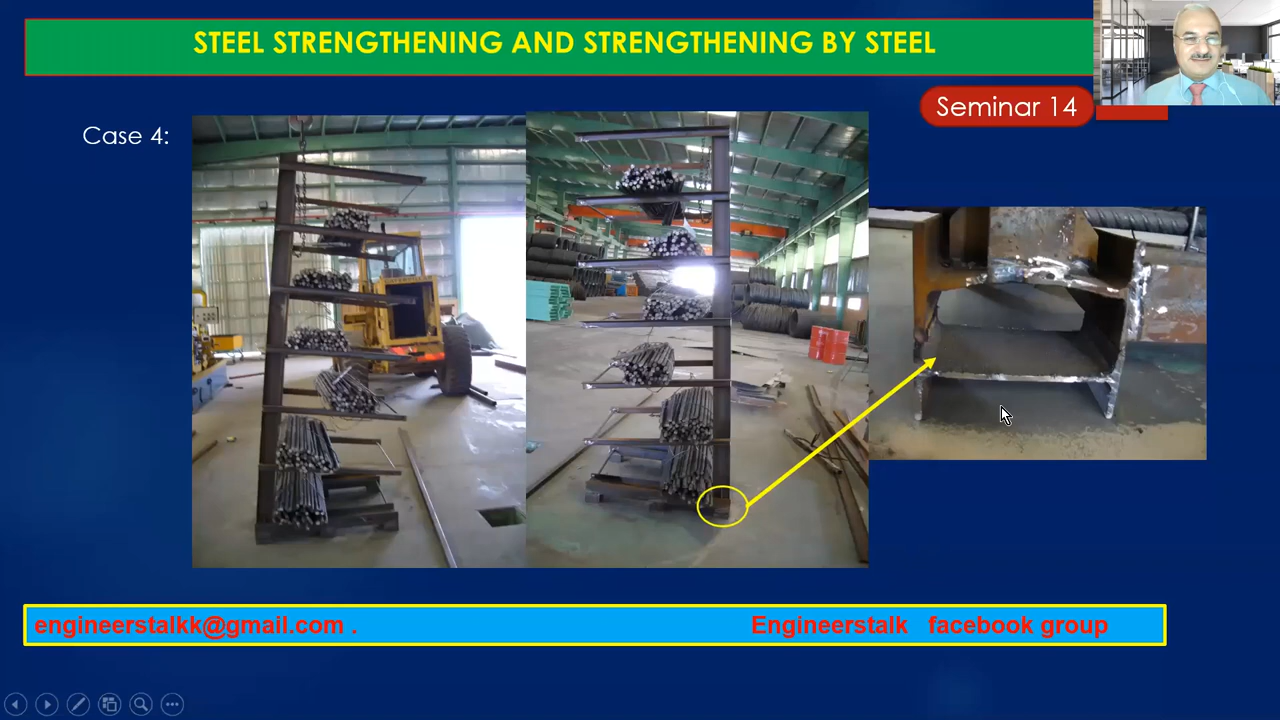 STEEL STRENGTHENING AND STRENGTHENING BY STEEL
Seminar 14
Case 4:
engineerstalkk@gmail.com .
Engineerstalk facebook group